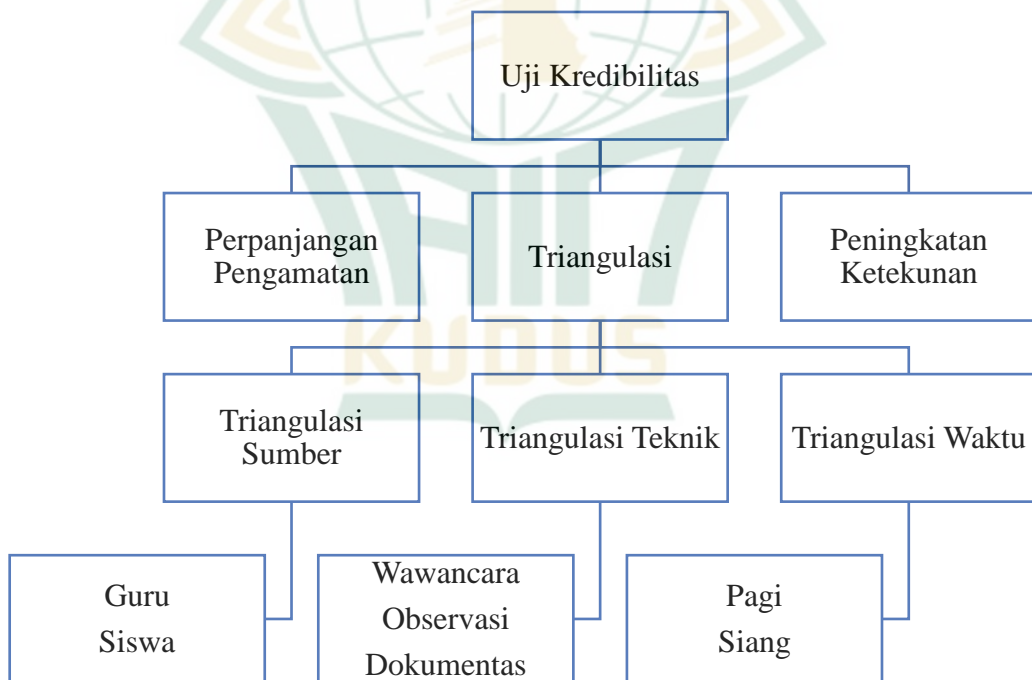 Uji Kredibilitas
Perpanjangan
Pengamatan
Triangulasi
Peningkatan
Ketekunan
KUDUS
Triangulasi
Sumber
Triangulasi Teknik
Triangulasi Waktu
Guru
Siswa
Wawancara
Observasi
Dokumentas
Pagi
Siang